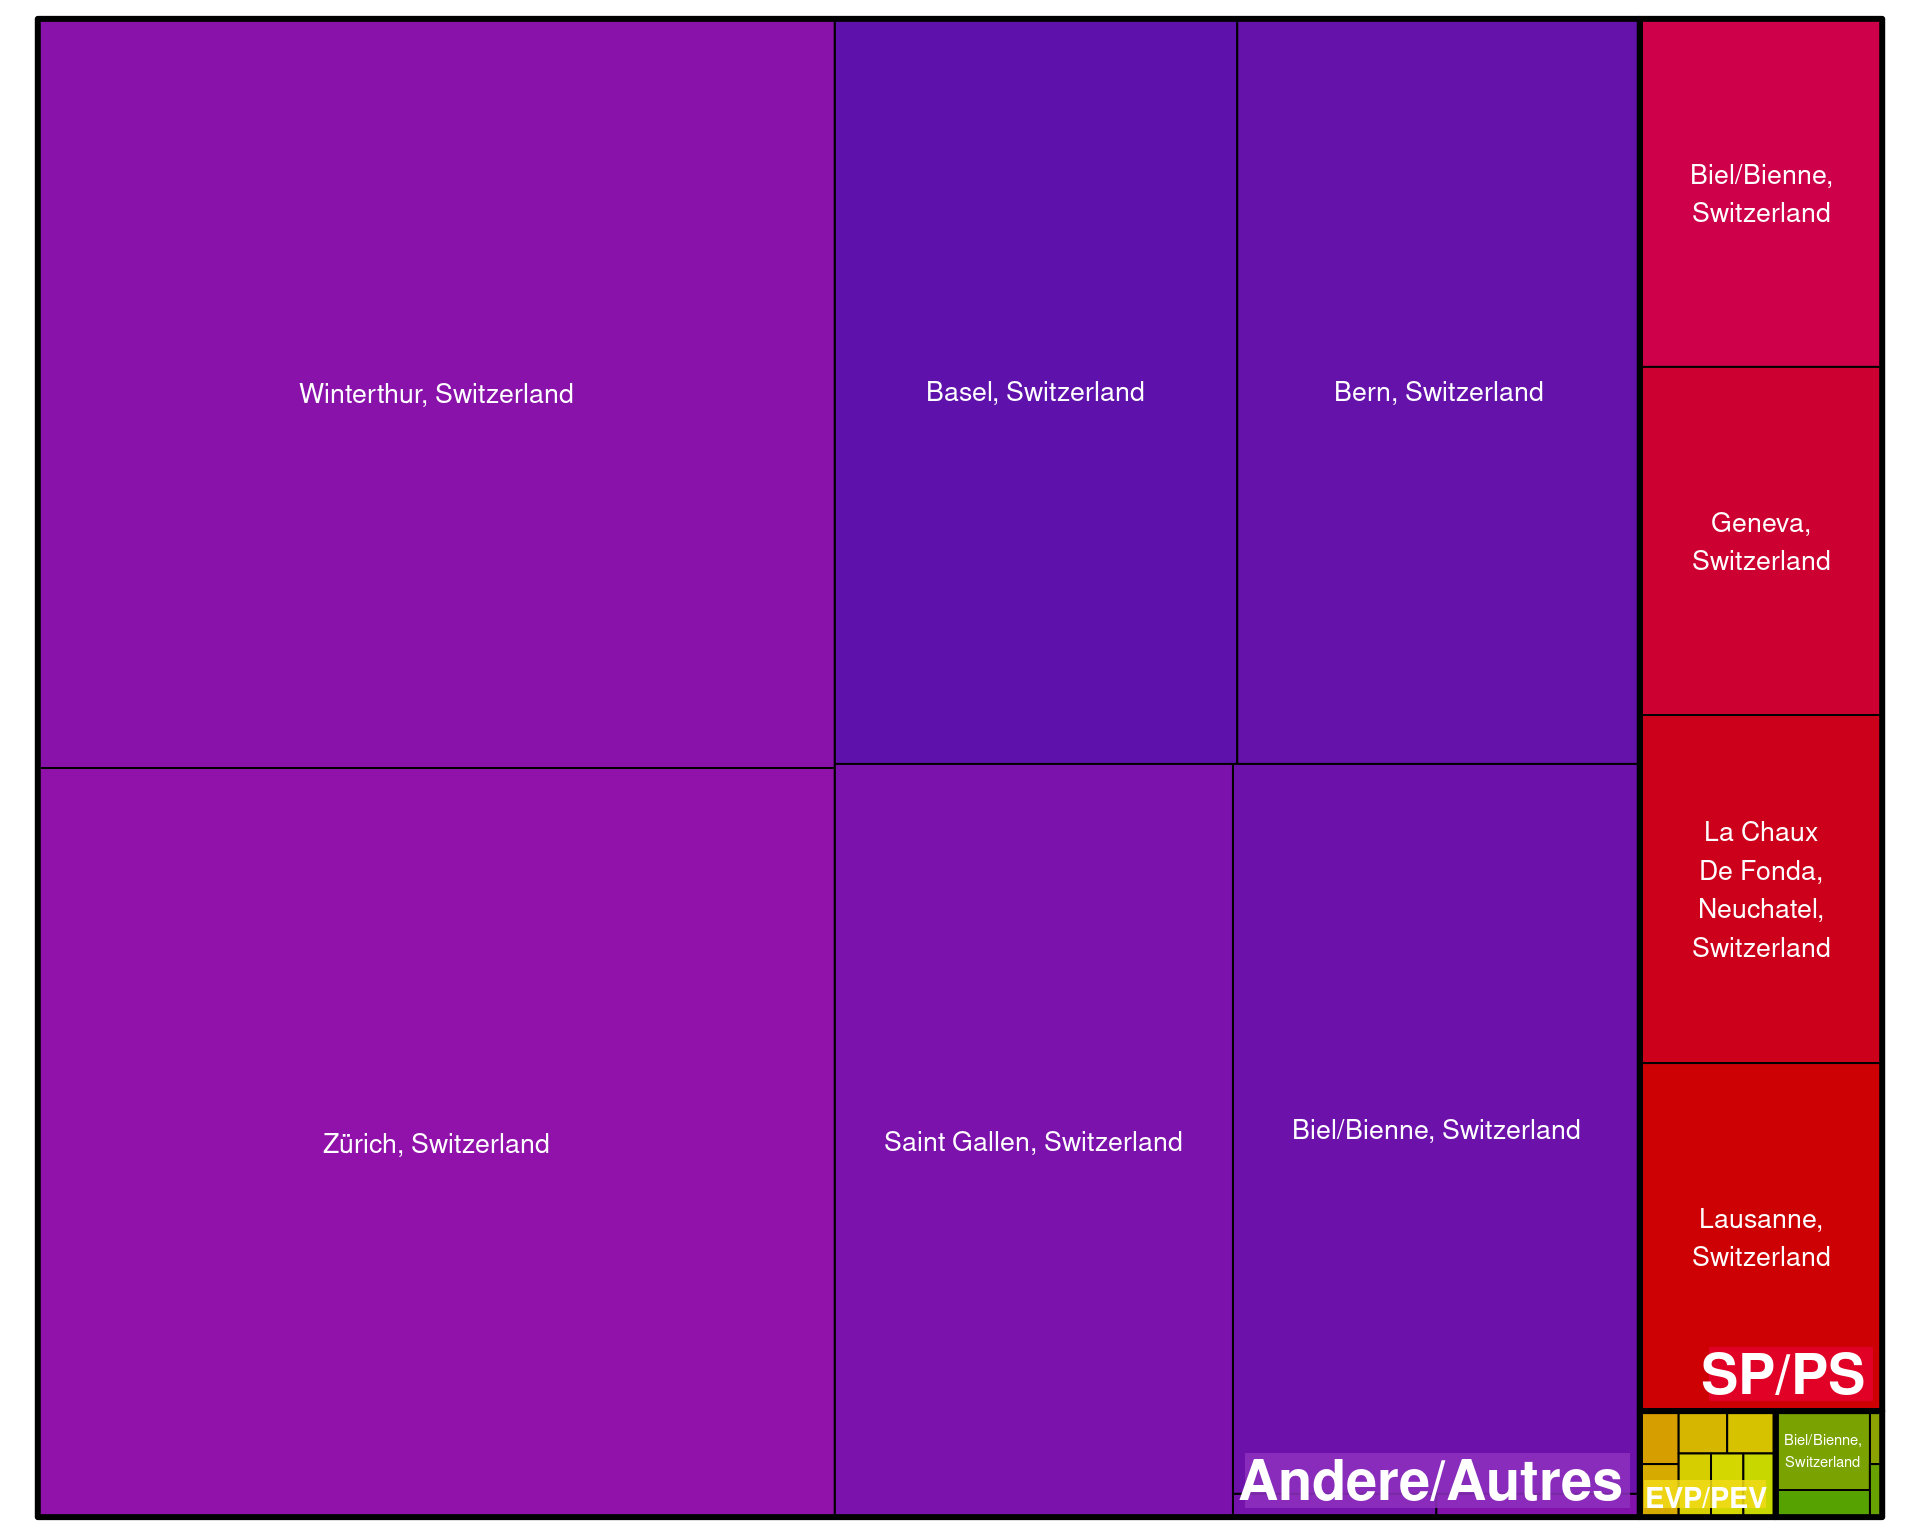 Winterthur, Switzerland
Basel, Switzerland
Bern, Switzerland
Biel/Bienne,
Switzerland
Geneva,
Switzerland
La Chaux
De Fonda,
Neuchatel,
Switzerland
Zürich, Switzerland
Saint Gallen, Switzerland
Biel/Bienne, Switzerland
Lausanne,
Switzerland
SP/PS
Andere/Autres
Biel/Bienne,
Switzerland
EVP/PEV